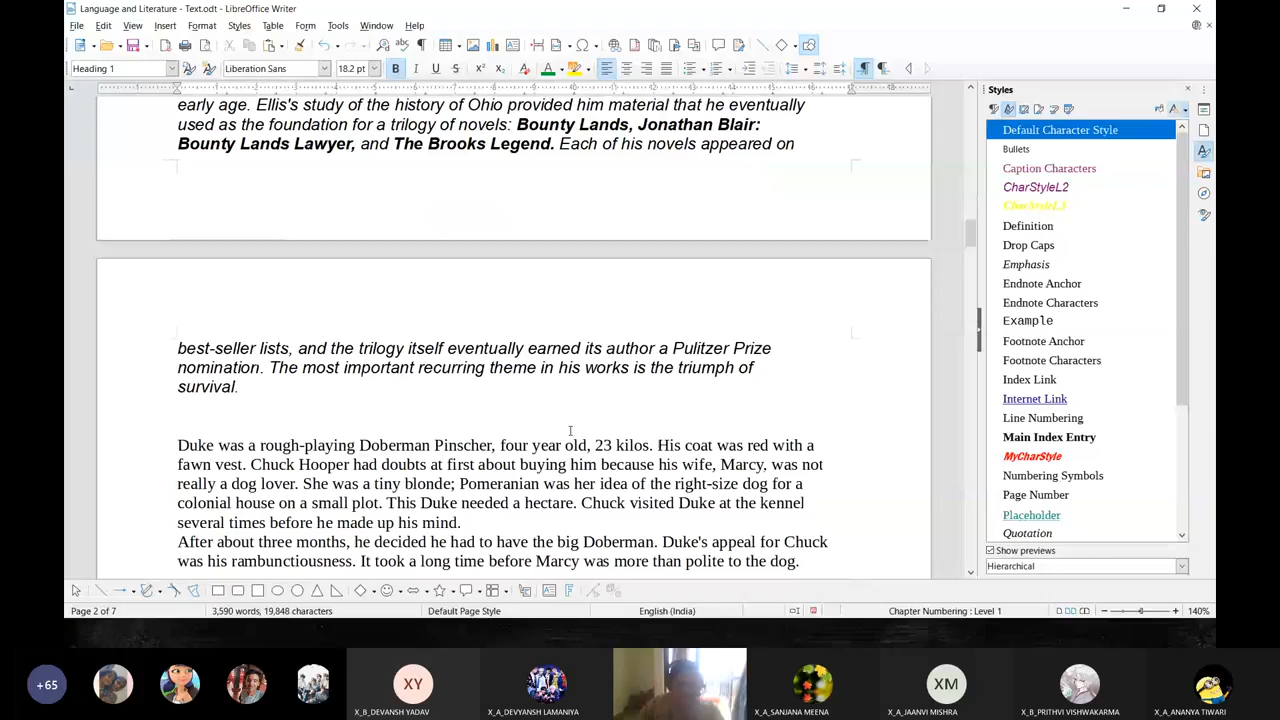 Language and Literature - Text.odt - LibreOffice Writer
File Edit View Insert Format Styles Table Form Tools Window Help
Heading 1
Liberation Sans
18.2 pt
early age. Ellis's study of the history of Ohio provided him material that he eventually
used as the foundation for a trilogy of novels: Bounty Lands, Jonathan Blair:
Bounty Lands Lawyer, and The Brooks Legend. Each of his novels appeared on
best-seller lists, and the trilogy itself eventually earned its author a Pulitzer Prize
nomination. The most important recurring theme in his works is the triumph of
survival.
Duke was a rough-playing Doberman Pinscher, four year old, 23 kilos. His coat was red with a
fawn vest. Chuck Hooper had doubts at first about buying him because his wife, Marcy, was not
really a dog lover. She was a tiny blonde; Pomeranian was her idea of the right-size dog for a
colonial house on a small plot. This Duke needed a hectare. Chuck visited Duke at the kennel
several times before he made up his mind.
After about three months, he decided he had to have the big Doberman. Duke's appeal for Chuck
was his rambunctiousness. It took a long time before Marcy was more than polite to the dog.
Styles
Default Character Style
Bullets
Caption Characters
CharStyleL2
CharStyleL3
Definition
Drop Caps
Emphasis
Endnote Anchor
Endnote Characters
Example
Footnote Anchor
Footnote Characters
Index Link
Internet Link
Line Numbering
Main Index Entry
MyCharStyle
Numbering Symbols
Page Number
Placeholder
Quotation
Show previews
Hierarchical
Page 2 of 7
3,590 words, 19,848 characters
Default Page Style
English (India)
Chapter Numbering : Level 1
140%
+65
XY
XM
X_B_DEVANSH YADAV
X_A_DEVYANSH LAMANIYA
X_A_SANJANA MEENA
X_A_JAANVI MISHRA
X_B_PRITHVI VISHWAKARMA
X_A_ANANYA TIWARI